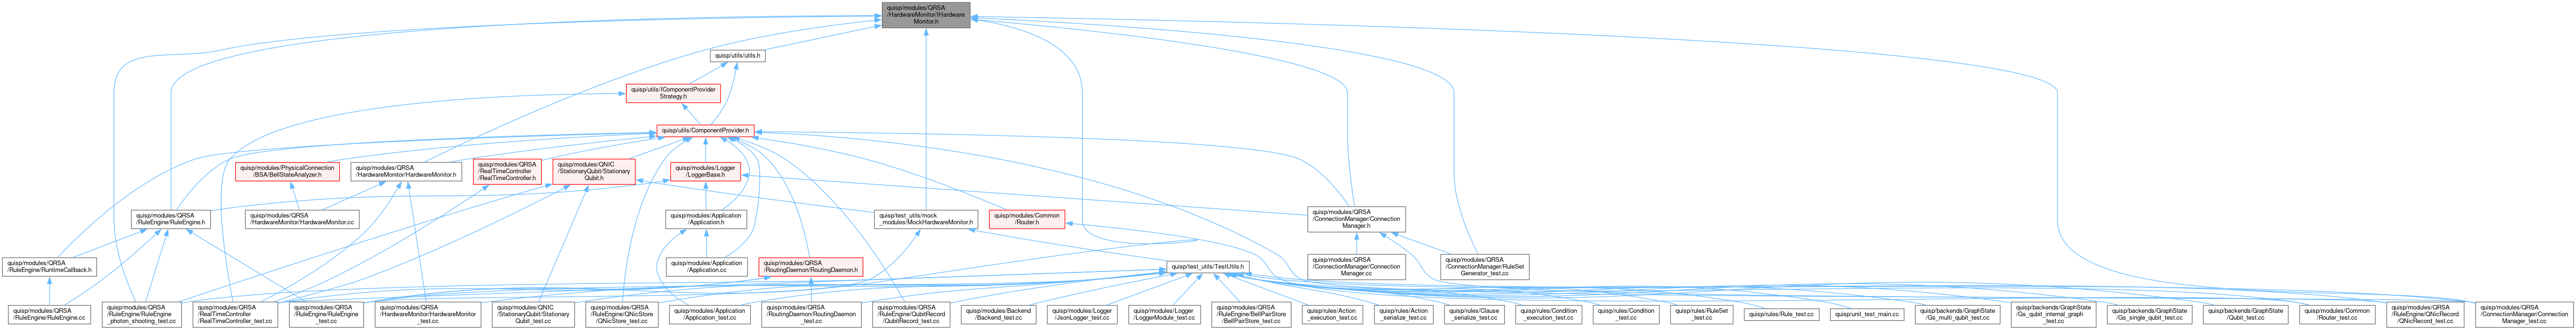 quisp/modules/QRSA
/HardwareMonitor/IHardware
Monitor.h
quisp/utils/utils.h
quisp/utils/IComponentProvider
Strategy.h
quisp/utils/ComponentProvider.h
quisp/modules/PhysicalConnection
/BSA/BellStateAnalyzer.h
quisp/modules/QRSA
/HardwareMonitor/HardwareMonitor.h
quisp/modules/QRSA
/RealTimeController
/RealTimeController.h
quisp/modules/QNIC
/StationaryQubit/Stationary
Qubit.h
quisp/modules/Logger
/LoggerBase.h
quisp/modules/QRSA
/RuleEngine/RuleEngine.h
quisp/modules/QRSA
/HardwareMonitor/HardwareMonitor.cc
quisp/modules/Application
/Application.h
quisp/test_utils/mock
_modules/MockHardwareMonitor.h
quisp/modules/Common
/Router.h
quisp/modules/QRSA
/ConnectionManager/Connection
Manager.h
quisp/modules/QRSA
/RuleEngine/RuntimeCallback.h
quisp/modules/Application
/Application.cc
quisp/modules/QRSA
/RoutingDaemon/RoutingDaemon.h
quisp/test_utils/TestUtils.h
quisp/modules/QRSA
/ConnectionManager/Connection
Manager.cc
quisp/modules/QRSA
/ConnectionManager/RuleSet
Generator_test.cc
quisp/modules/QRSA
/RuleEngine/RuleEngine.cc
quisp/modules/QRSA
/RuleEngine/RuleEngine
_photon_shooting_test.cc
quisp/modules/QRSA
/RealTimeController
/RealTimeController_test.cc
quisp/modules/QRSA
/RuleEngine/RuleEngine
_test.cc
quisp/modules/QRSA
/HardwareMonitor/HardwareMonitor
_test.cc
quisp/modules/QNIC
/StationaryQubit/Stationary
Qubit_test.cc
quisp/modules/QRSA
/RuleEngine/QNicStore
/QNicStore_test.cc
quisp/modules/Application
/Application_test.cc
quisp/modules/QRSA
/RoutingDaemon/RoutingDaemon
_test.cc
quisp/modules/QRSA
/RuleEngine/QubitRecord
/QubitRecord_test.cc
quisp/modules/Backend
/Backend_test.cc
quisp/modules/Logger
/JsonLogger_test.cc
quisp/modules/Logger
/LoggerModule_test.cc
quisp/modules/QRSA
/RuleEngine/BellPairStore
/BellPairStore_test.cc
quisp/rules/Action
_execution_test.cc
quisp/rules/Action
_serialize_test.cc
quisp/rules/Clause
_serialize_test.cc
quisp/rules/Condition
_execution_test.cc
quisp/rules/Condition
_test.cc
quisp/rules/RuleSet
_test.cc
quisp/rules/Rule_test.cc
quisp/unit_test_main.cc
quisp/backends/GraphState
/Gs_multi_qubit_test.cc
quisp/backends/GraphState
/Gs_qubit_internal_graph
_test.cc
quisp/backends/GraphState
/Gs_single_qubit_test.cc
quisp/backends/GraphState
/Qubit_test.cc
quisp/modules/Common
/Router_test.cc
quisp/modules/QRSA
/RuleEngine/QNicRecord
/QNicRecord_test.cc
quisp/modules/QRSA
/ConnectionManager/Connection
Manager_test.cc